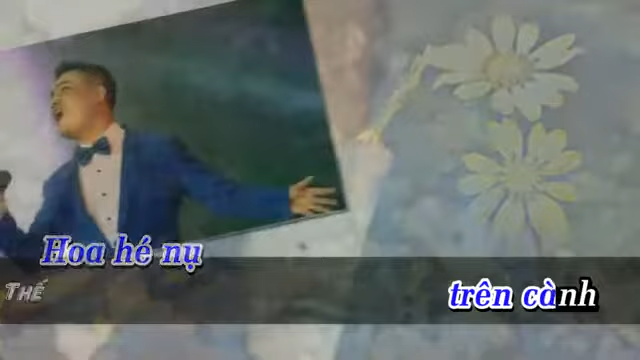 Hoa hé nụ
THẾ
trên cành